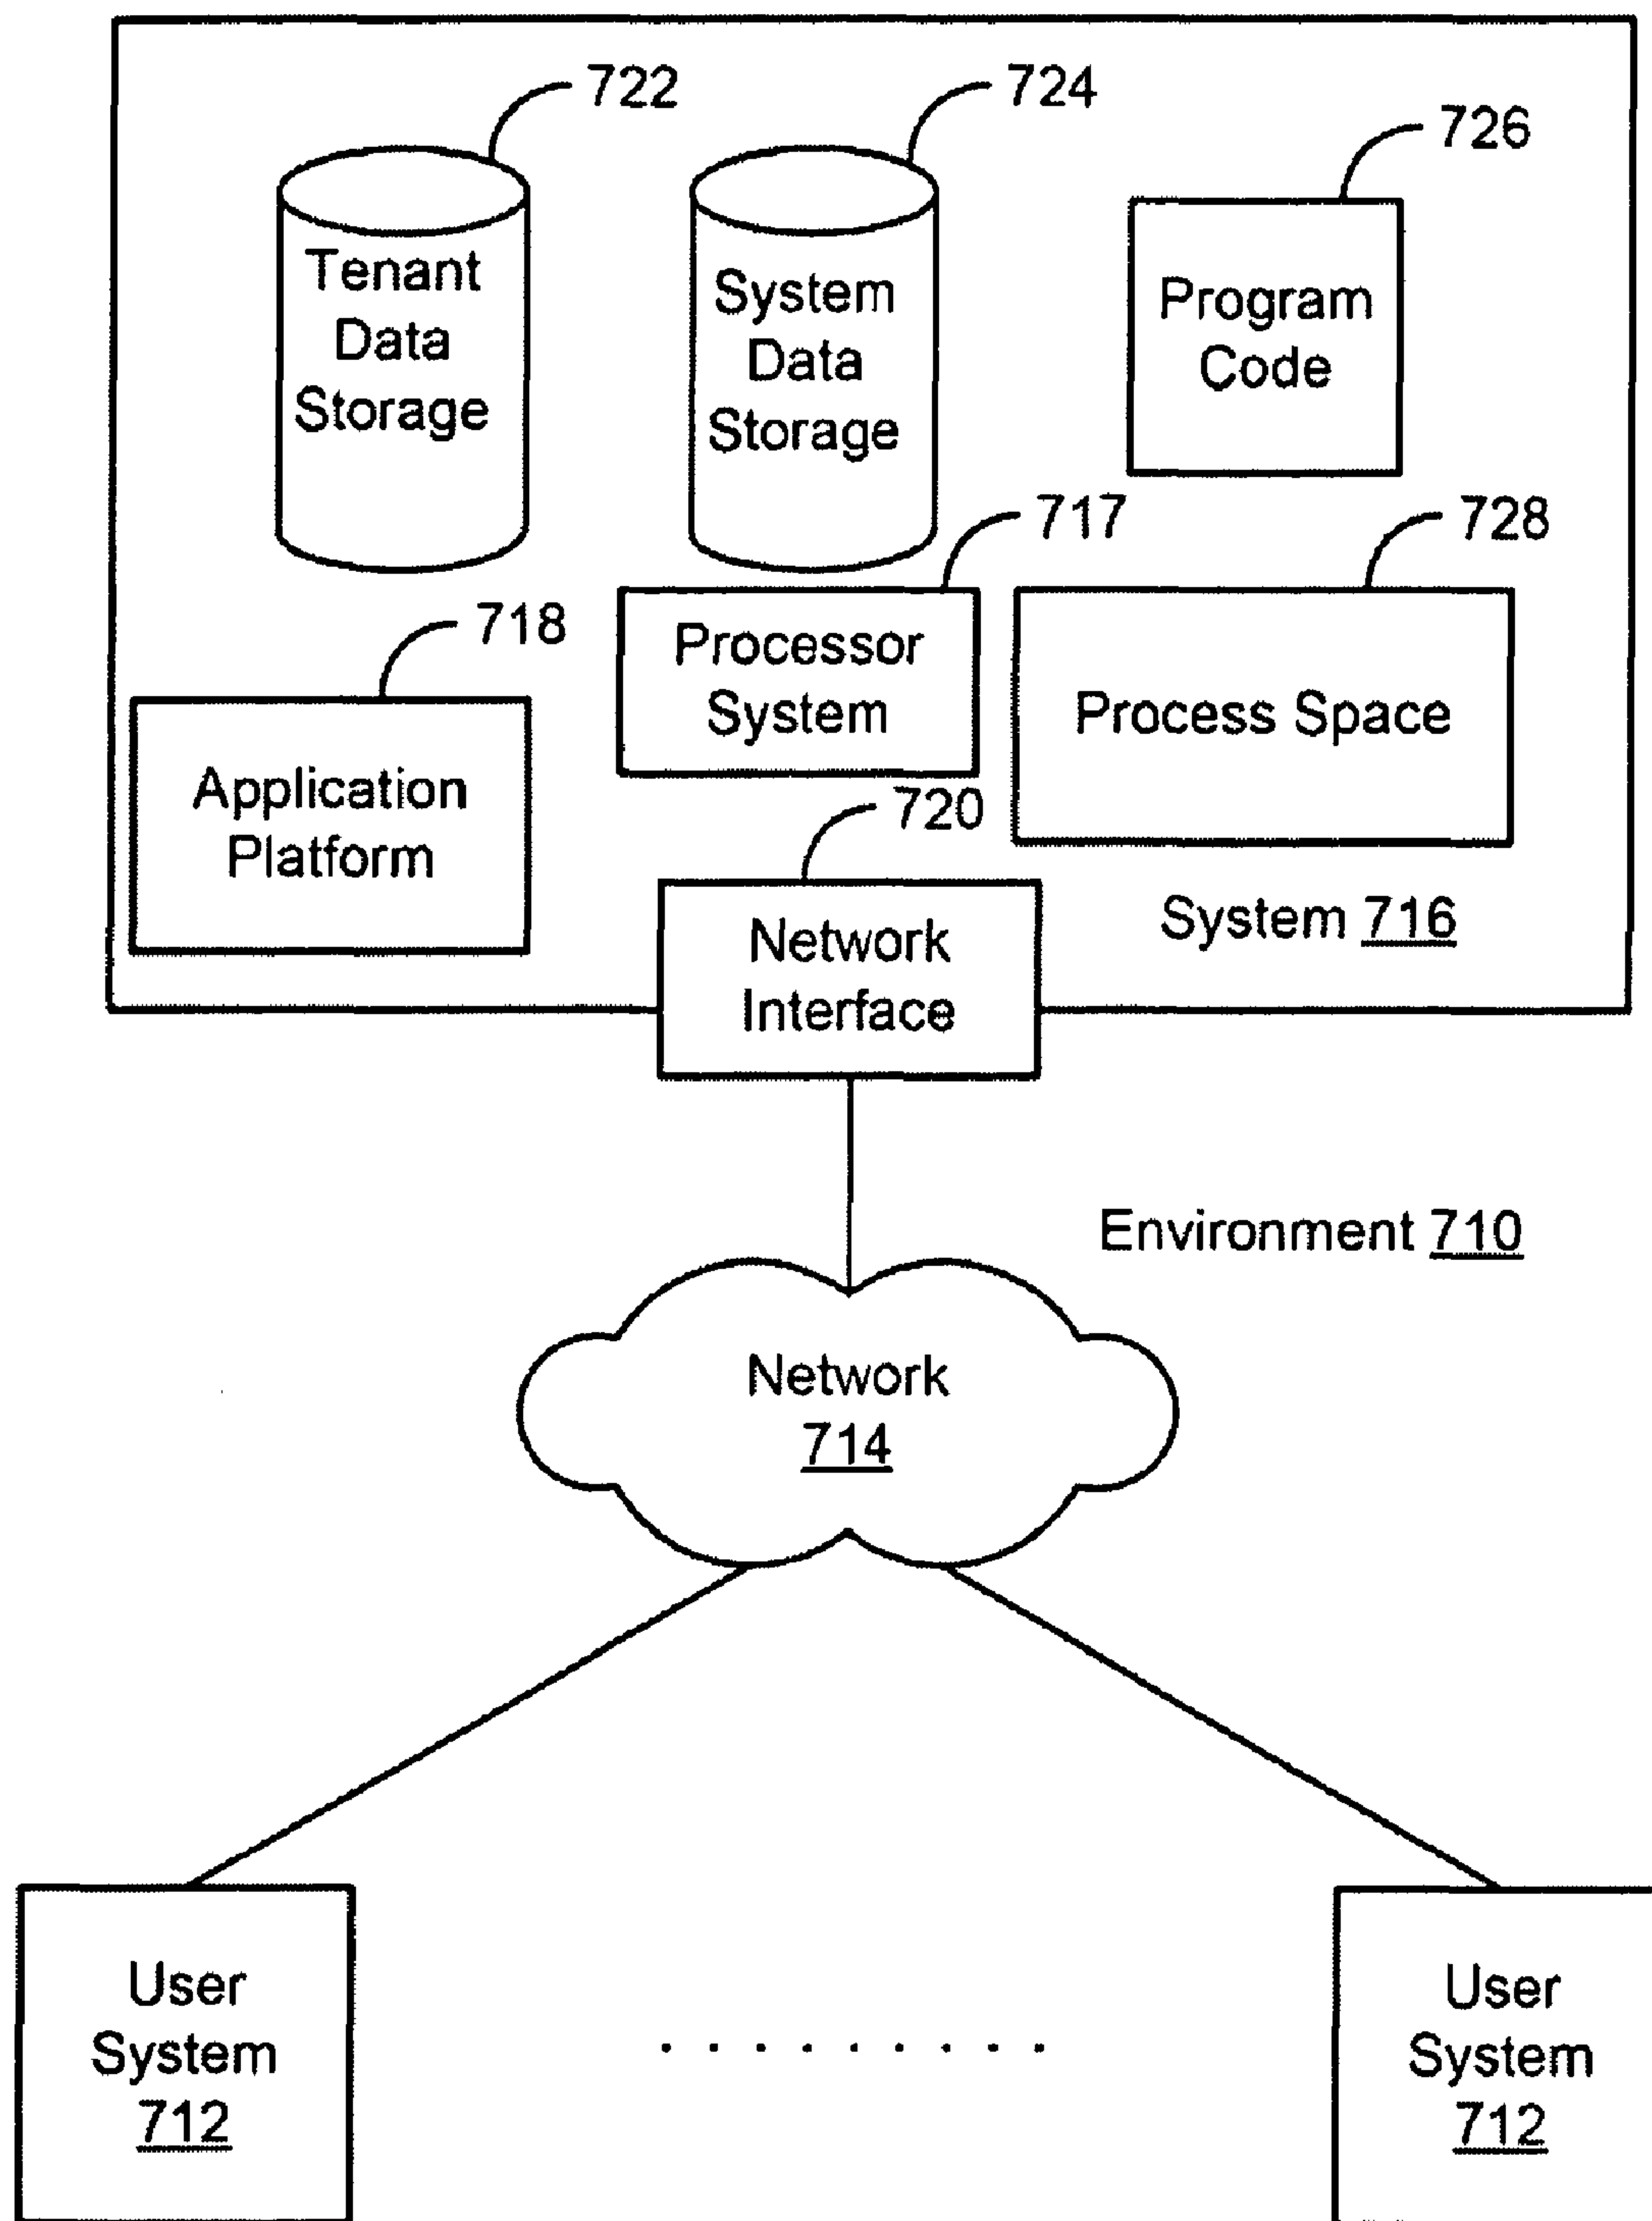 722
724
726
Tenant
Data
Storage
System
Data
Storage
Program
Code
717
728
718
Processor
System
Process Space
Application
Platform
720
Network
Interface
System 716
Environment 710
Network
714
User
System
712
User
System
712